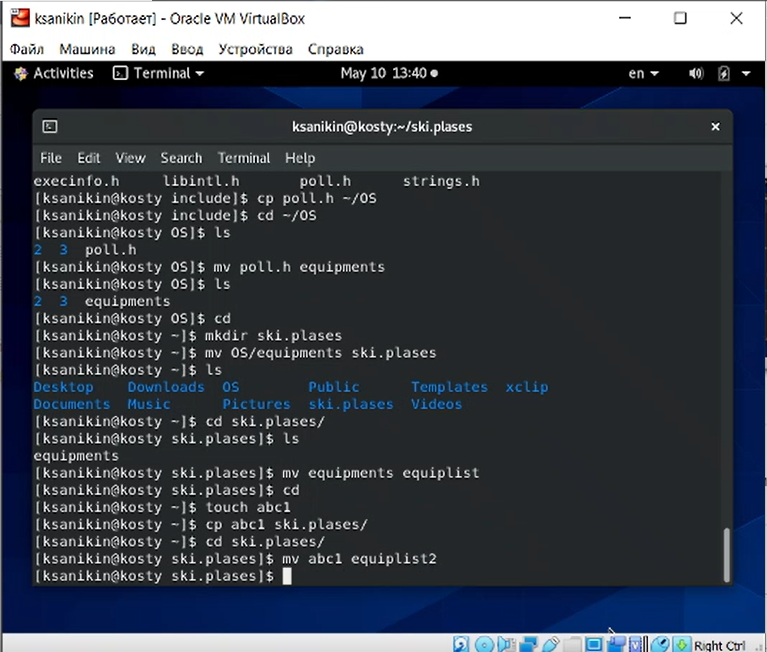 ksanikin [Работает] - Oracle VM VirtualBox
Файл Машина Вид Ввод Устройства Справка
Activities Terminal May 10 13:40 en
ksanikin@kosty:~/ski.plases
File Edit View Search Terminal Help
execinfo.h libintl.h poll.h strings.h
[ksanikin@kosty include]$ cp poll.h ~/OS
[ksanikin@kosty include]$ cd ~/OS
[ksanikin@kosty OS]$ ls
2 3 poll.h
[ksanikin@kosty OS]$ mv poll.h equipments
[ksanikin@kosty OS]$ ls
2 3 equipments
[ksanikin@kosty OS]$ cd
[ksanikin@kosty ~]$ mkdir ski.plases
[ksanikin@kosty ~]$ mv OS/equipments ski.plases
[ksanikin@kosty ~]$ ls
Desktop Downloads OS Public Templates xclip
Documents Music Pictures ski.plases Videos
[ksanikin@kosty ~]$ cd ski.plases/
[ksanikin@kosty ski.plases]$ ls
equipments
[ksanikin@kosty ski.plases]$ mv equipments equiplist
[ksanikin@kosty ski.plases]$ cd
[ksanikin@kosty ~]$ touch abc1
[ksanikin@kosty ~]$ cp abc1 ski.plases/
[ksanikin@kosty ~]$ cd ski.plases/
[ksanikin@kosty ski.plases]$ mv abc1 equiplist2
[ksanikin@kosty ski.plases]$
Right Ctrl